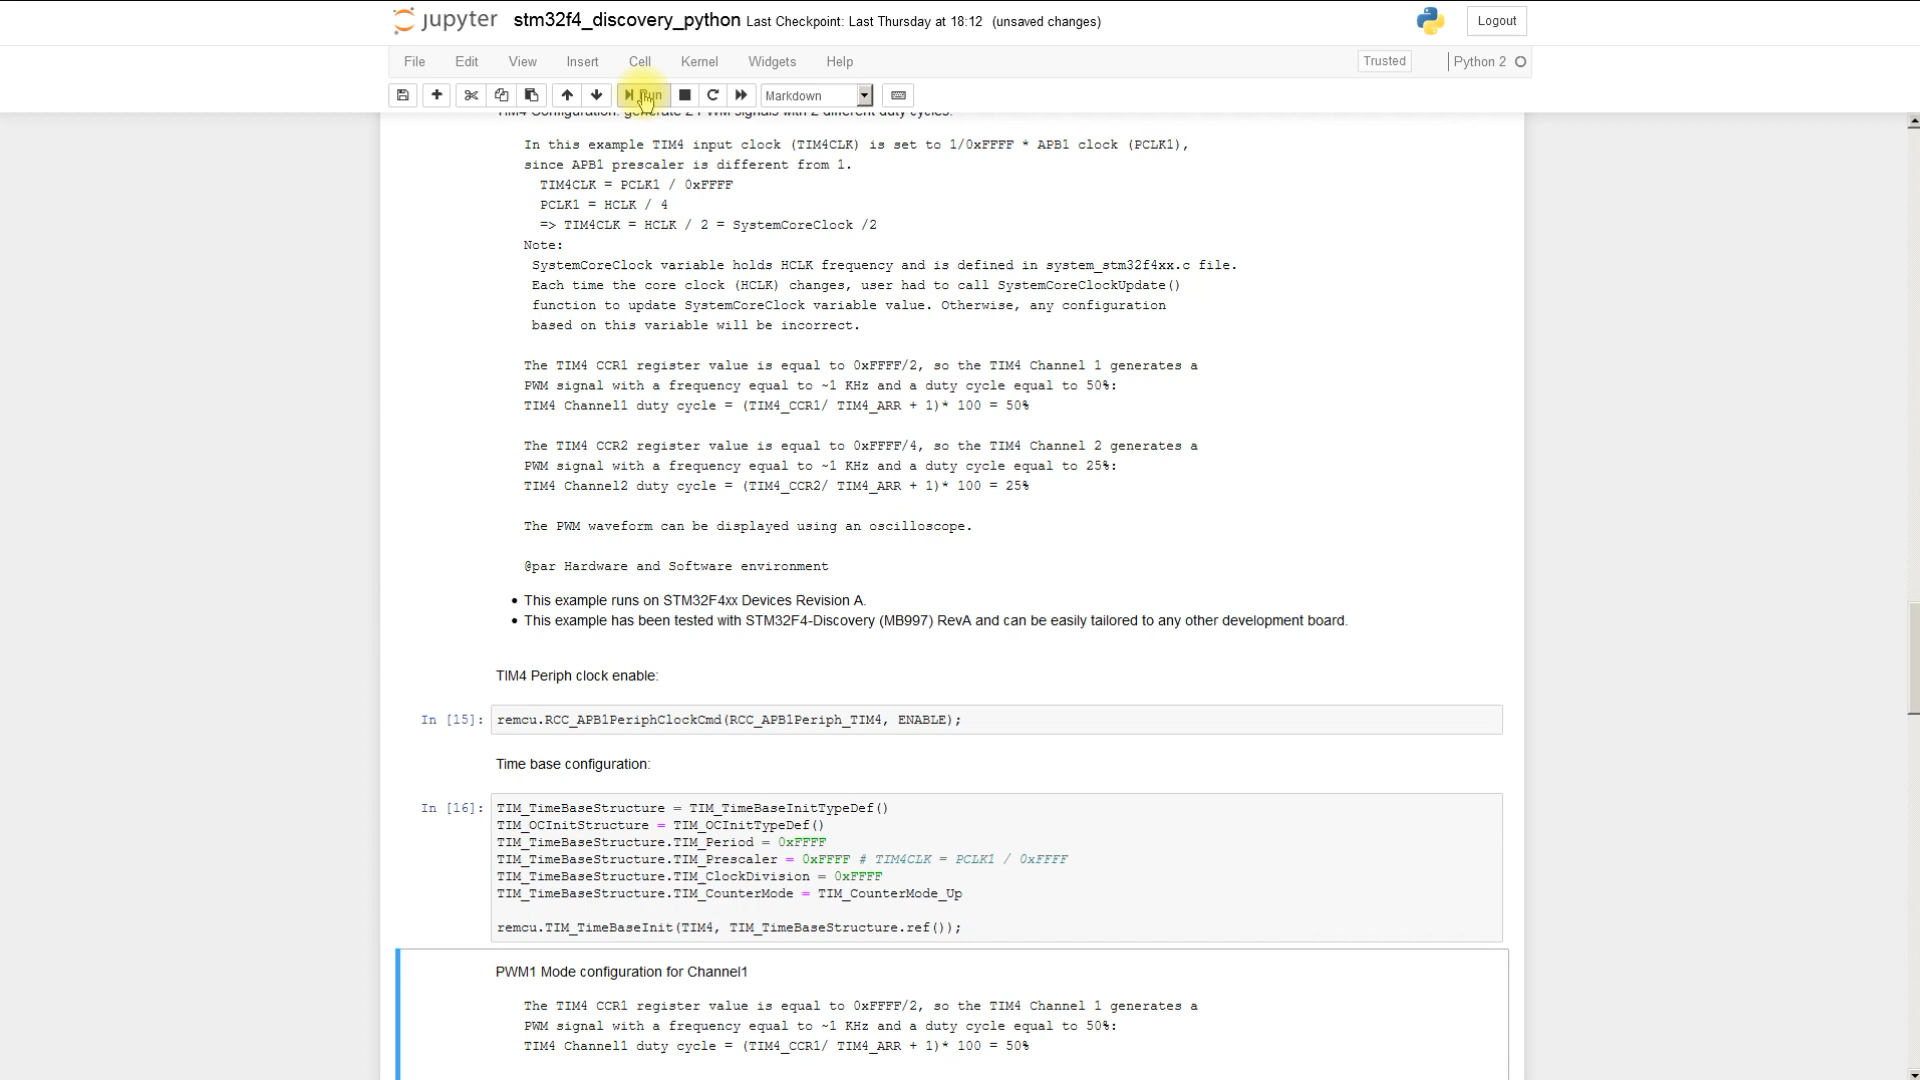 jupyter stm32f4_discovery_python Last Checkpoint: Last Thursday at 18:12 (unsaved changes)
Logout
File Edit View Insert Cell Kernel Widgets Help
Trusted
Python 2
Run
Markdown
TIM4 Configuration: generate 2 PWM signals with 2 different duty cycles:
In this example TIM4 input clock (TIM4CLK) is set to 1/0xFFFF * APB1 clock (PCLK1),
since APB1 prescaler is different from 1.
TIM4CLK = PCLK1 / 0xFFFF
PCLK1 = HCLK / 4
=> TIM4CLK = HCLK / 2 = SystemCoreClock /2
Note:
SystemCoreClock variable holds HCLK frequency and is defined in system_stm32f4xx.c file.
Each time the core clock (HCLK) changes, user had to call SystemCoreClockUpdate()
function to update SystemCoreClock variable value. Otherwise, any configuration
based on this variable will be incorrect.
The TIM4 CCR1 register value is equal to 0xFFFF/2, so the TIM4 Channel 1 generates a
PWM signal with a frequency equal to ~1 KHz and a duty cycle equal to 50%:
TIM4 Channel1 duty cycle = (TIM4_CCR1/ TIM4_ARR + 1)* 100 = 50%
The TIM4 CCR2 register value is equal to 0xFFFF/4, so the TIM4 Channel 2 generates a
PWM signal with a frequency equal to ~1 KHz and a duty cycle equal to 25%:
TIM4 Channel2 duty cycle = (TIM4_CCR2/ TIM4_ARR + 1)* 100 = 25%
The PWM waveform can be displayed using an oscilloscope.
@par Hardware and Software environment
• This example runs on STM32F4xx Devices Revision A.
• This example has been tested with STM32F4-Discovery (MB997) RevA and can be easily tailored to any other development board.
TIM4 Periph clock enable:
In [15]: remcu.RCC_APB1PeriphClockCmd(RCC_APB1Periph_TIM4, ENABLE);
Time base configuration:
In [16]: TIM_TimeBaseStructure = TIM_TimeBaseInitTypeDef()
TIM_OCInitStructure = TIM_OCInitTypeDef()
TIM_TimeBaseStructure.TIM_Period = 0xFFFF
TIM_TimeBaseStructure.TIM_Prescaler = 0xFFFF # TIM4CLK = PCLK1 / 0xFFFF
TIM_TimeBaseStructure.TIM_ClockDivision = 0xFFFF
TIM_TimeBaseStructure.TIM_CounterMode = TIM_CounterMode_Up
remcu.TIM_TimeBaseInit(TIM4, TIM_TimeBaseStructure.ref());
PWM1 Mode configuration for Channel1
The TIM4 CCR1 register value is equal to 0xFFFF/2, so the TIM4 Channel 1 generates a
PWM signal with a frequency equal to ~1 KHz and a duty cycle equal to 50%:
TIM4 Channel1 duty cycle = (TIM4_CCR1/ TIM4_ARR + 1)* 100 = 50%